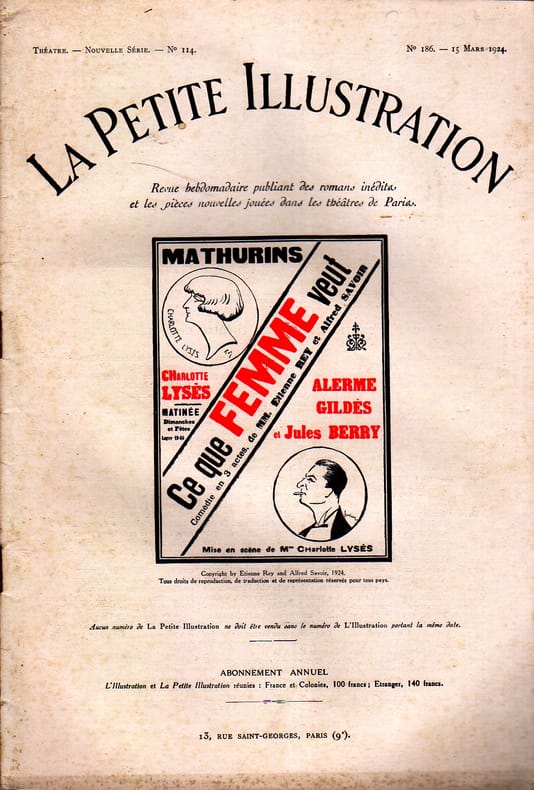 Théatre. — Nouvelle Série. — No 114.
No 186. — 15 Mars 1924.
LA PETITE ILLUSTRATION
Revue hebdomadaire publiant des romans inédits
et les pièces nouvelles jouées dans les théâtres de Paris.
MATHURINS
CHARLOTTE LYSÈS
CHARLOTTE
LYSÈS
MATINÉE
Dimanches
et Fêtes
Ce que FEMME veut
Comédie en 3 actes, de MM. Etienne REY et Alfred SAVOIR
ALERME
GILDÈS
et Jules BERRY
Mise en scène de Mme Charlotte LYSÈS
Copyright by Etienne Rey and Alfred Savoir, 1924.
Tous droits de reproduction, de traduction et de représentation réservés pour tous pays.
Aucun numéro de La Petite Illustration ne doit être vendu sans le numéro de L'Illustration portant la même date.
ABONNEMENT ANNUEL
L'Illustration et La Petite Illustration réunies : France et Colonies, 100 francs ; Etranger, 140 francs.
13, RUE SAINT-GEORGES, PARIS (9e).